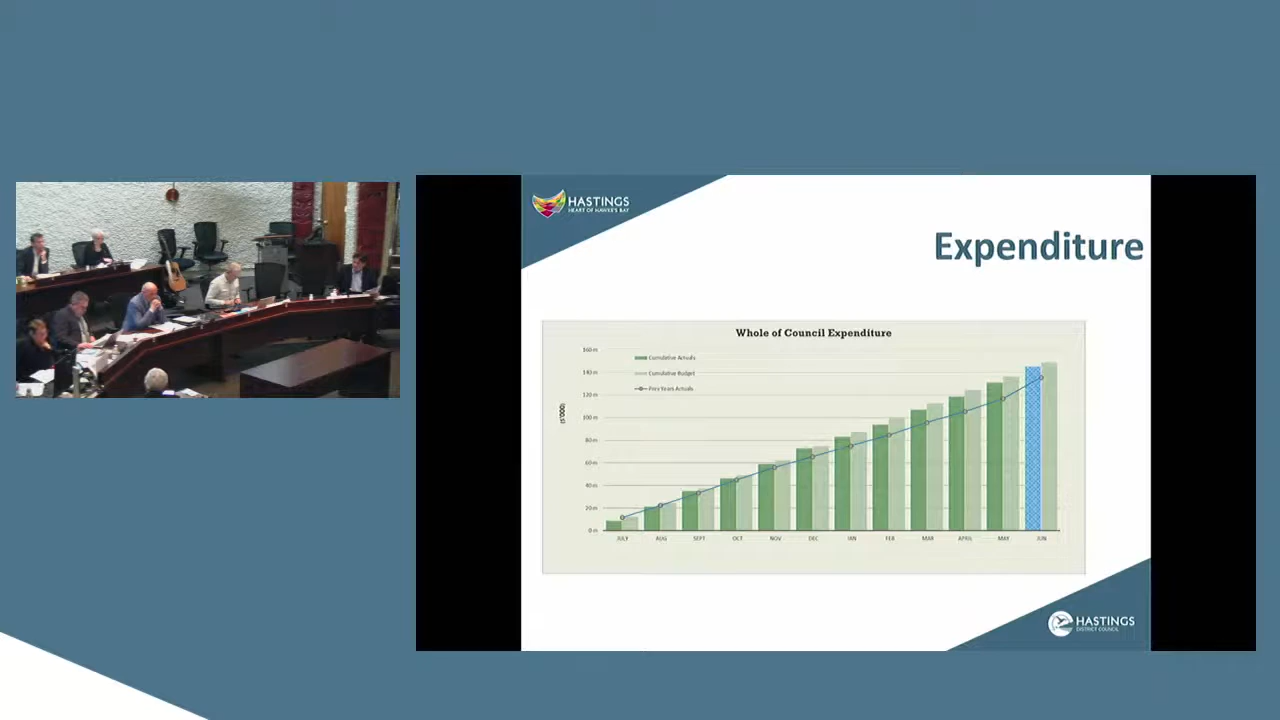 HASTINGS
HEART OF HAWKE'S BAY
Expenditure
Whole of Council Expenditure
Cumulative Actuals
Cumulative Budget
Prev Years Actuals
($'000)
160 m
140 m
120 m
100 m
80 m
60 m
40 m
20 m
0 m
JULY AUG SEPT OCT NOV DEC JAN FEB MAR APRIL MAY JUN
HASTINGS
DISTRICT COUNCIL